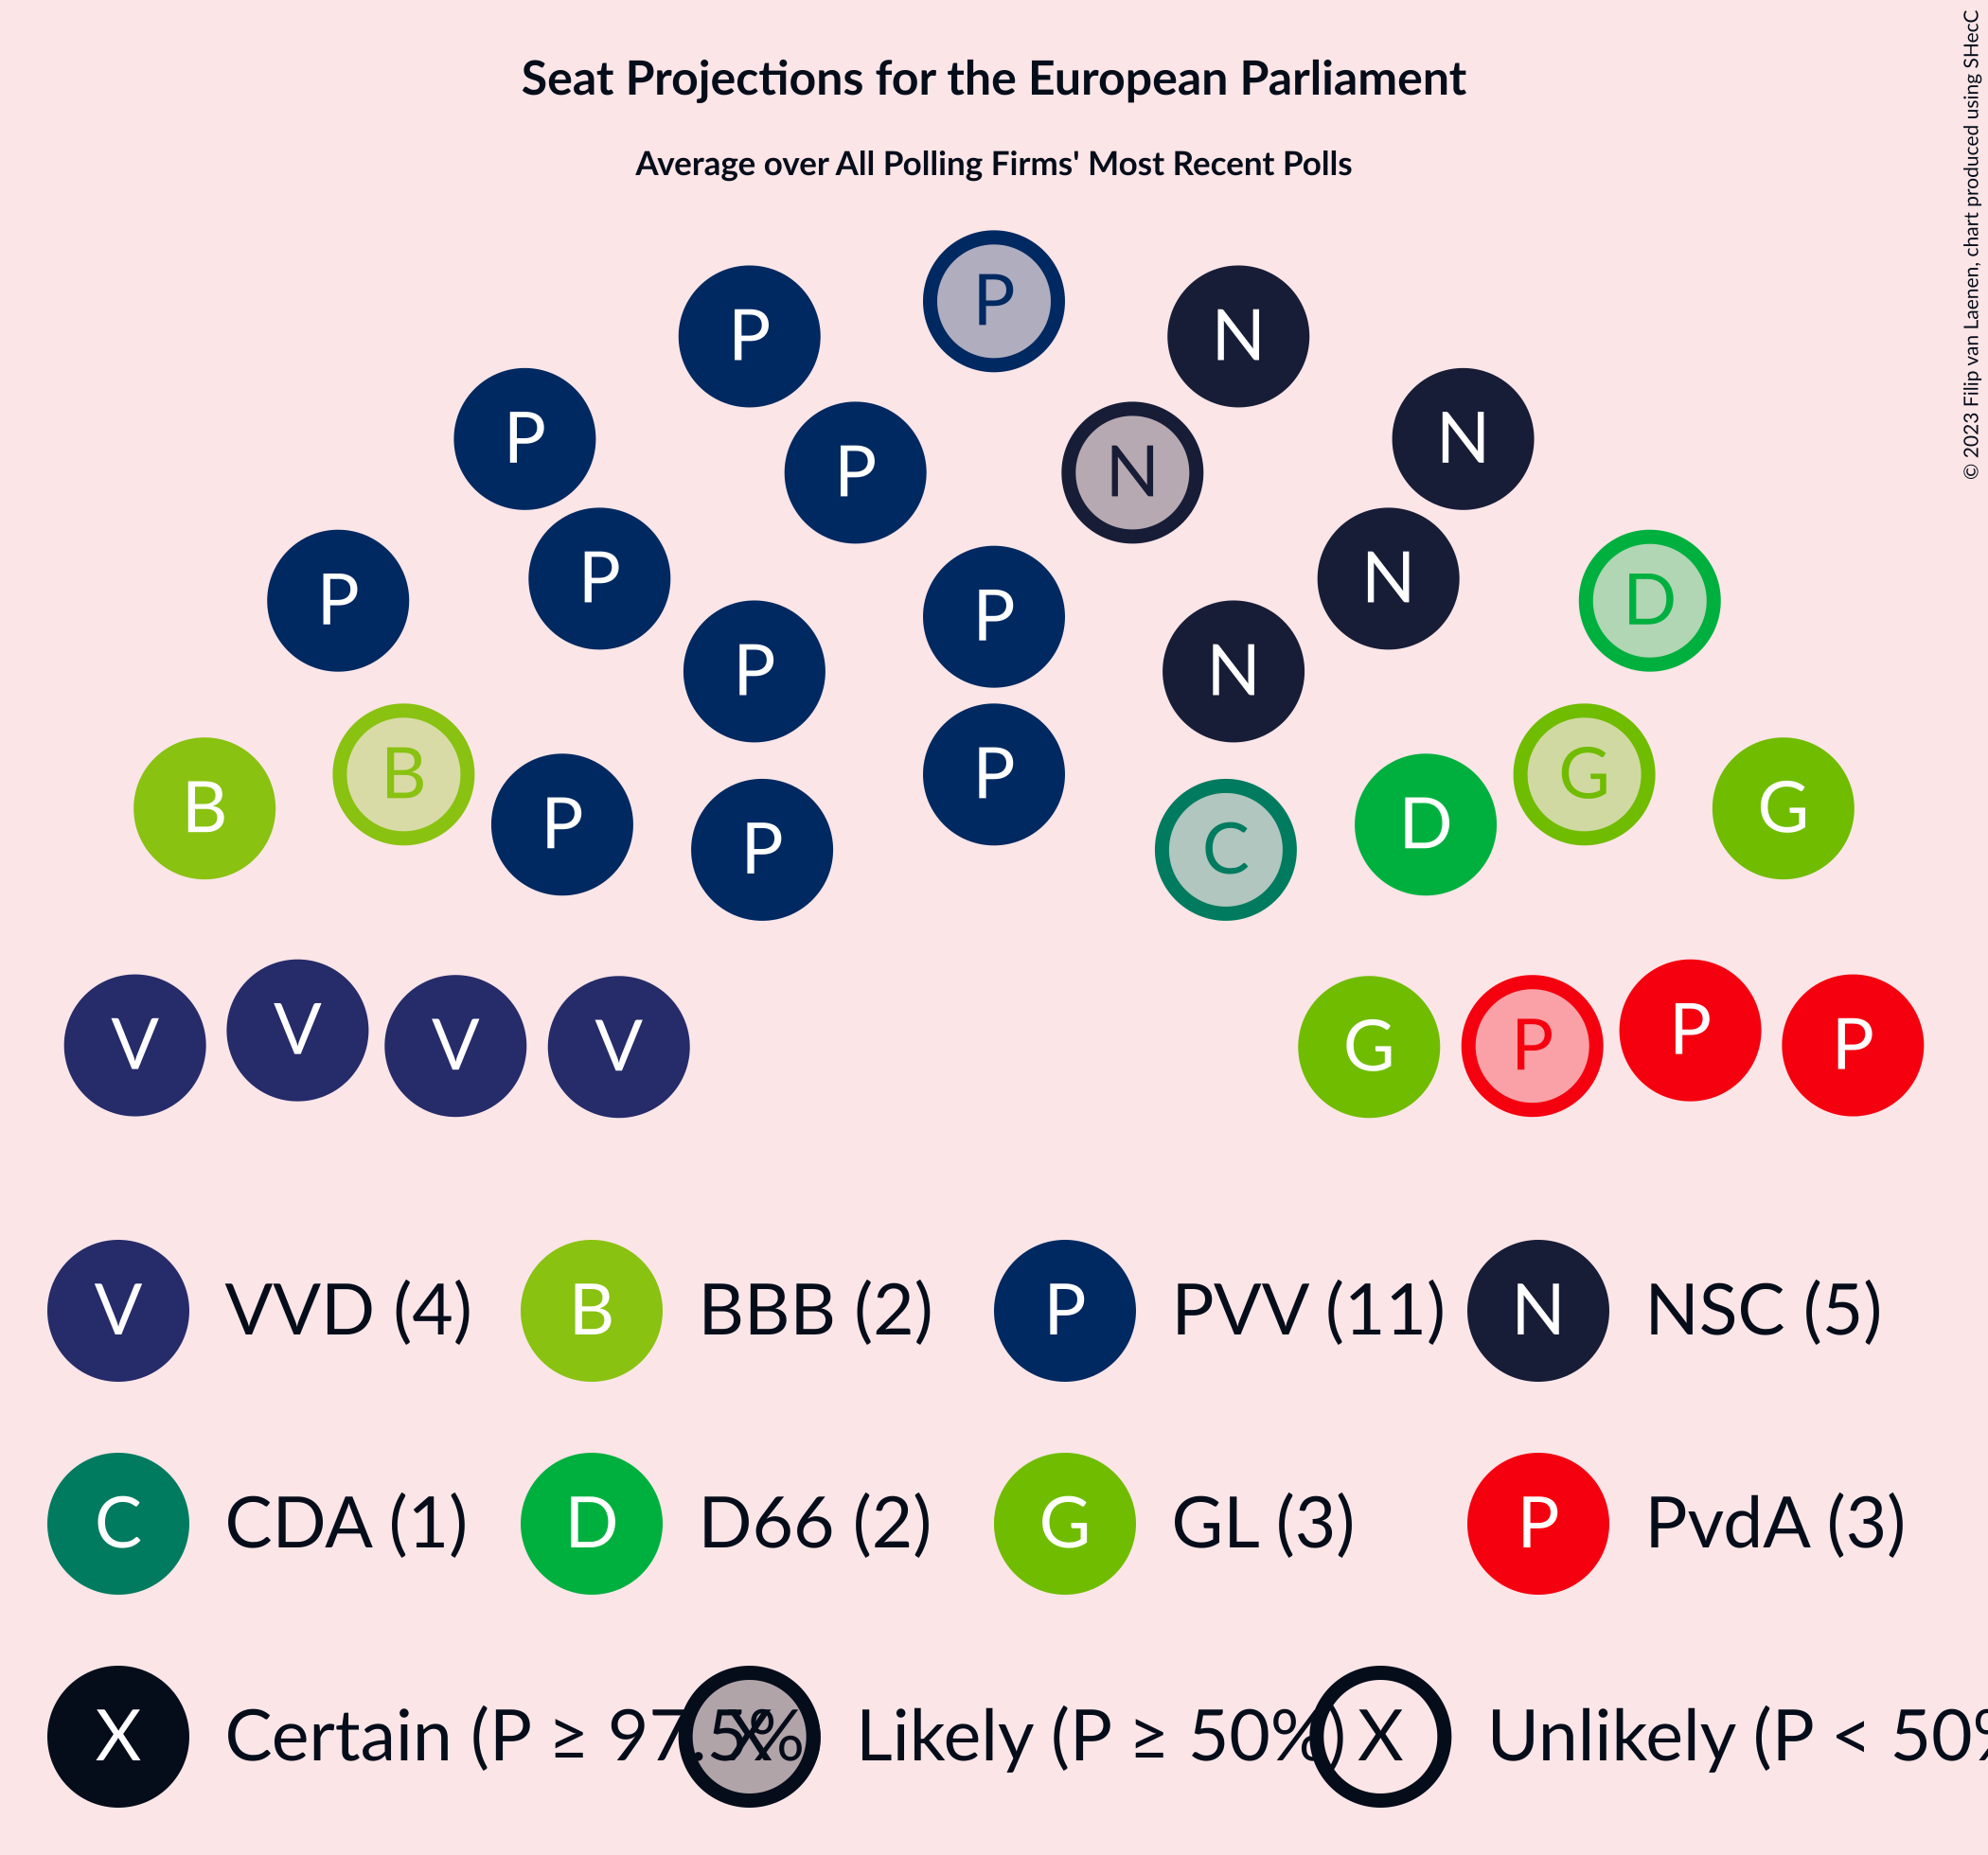 Seat Projections for the European Parliament
Average over All Polling Firms' Most Recent Polls
© 2023 Filip van Laenen, chart produced using SHecC
P
P N
P N
P N
P D
P N
P
P N
B G
B P P D G
P C
V V V V G P P P
V VVD (4) B BBB (2) P PVV (11) N NSC (5)
C CDA (1) D D66 (2) G GL (3) P PvdA (3)
X Certain (P ≥ 97.5% X Likely (P ≥ 50%) X Unlikely (P < 50%